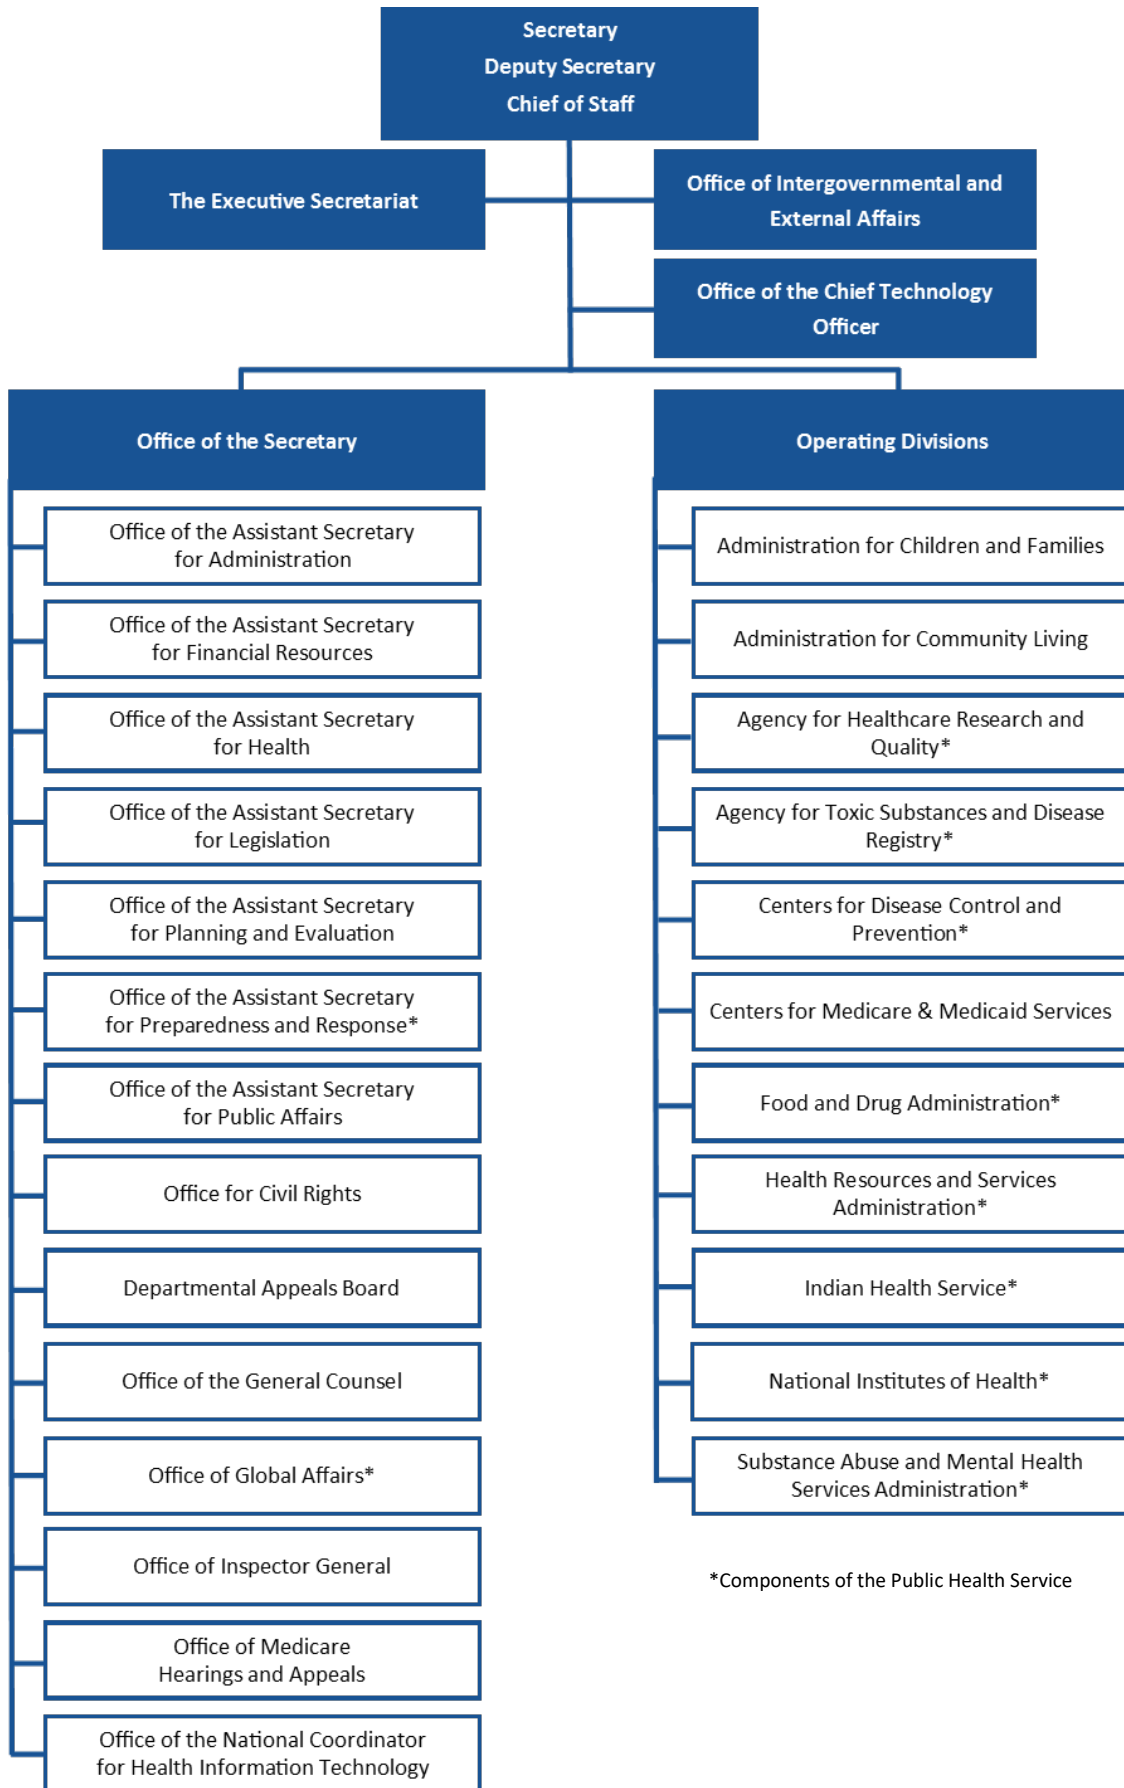 Secretary
Deputy Secretary
Chief of Staff
The Executive Secretariat
Office of Intergovernmental and
External Affairs
Office of the Chief Technology
Officer
Office of the Secretary
Office of the Assistant Secretary
for Administration
Office of the Assistant Secretary
for Financial Resources
Office of the Assistant Secretary
for Health
Office of the Assistant Secretary
for Legislation
Office of the Assistant Secretary
for Planning and Evaluation
Office of the Assistant Secretary
for Preparedness and Response*
Office of the Assistant Secretary
for Public Affairs
Office for Civil Rights
Departmental Appeals Board
Office of the General Counsel
Office of Global Affairs*
Office of Inspector General
Office of Medicare
Hearings and Appeals
Office of the National Coordinator
for Health Information Technology
Operating Divisions
Administration for Children and Families
Administration for Community Living
Agency for Healthcare Research and
Quality*
Agency for Toxic Substances and Disease
Registry*
Centers for Disease Control and
Prevention*
Centers for Medicare & Medicaid Services
Food and Drug Administration*
Health Resources and Services
Administration*
Indian Health Service*
National Institutes of Health*
Substance Abuse and Mental Health
Services Administration*
*Components of the Public Health Service